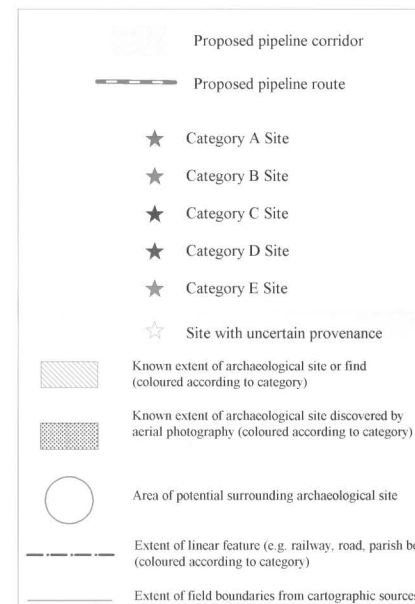 Proposed pipeline corridor
Proposed pipeline route
Category A Site
Category B Site
Category C Site
Category D Site
Category E Site
Site with uncertain provenance
Known extent of archaeological site or find
(coloured according to category)
Known extent of archaeological site discovered by
aerial photography (coloured according to category)
Area of potential surrounding archaeological site
Extent of linear feature (e.g. railway, road, parish
(coloured according to category)
Extent of field boundaries from cartographic sources